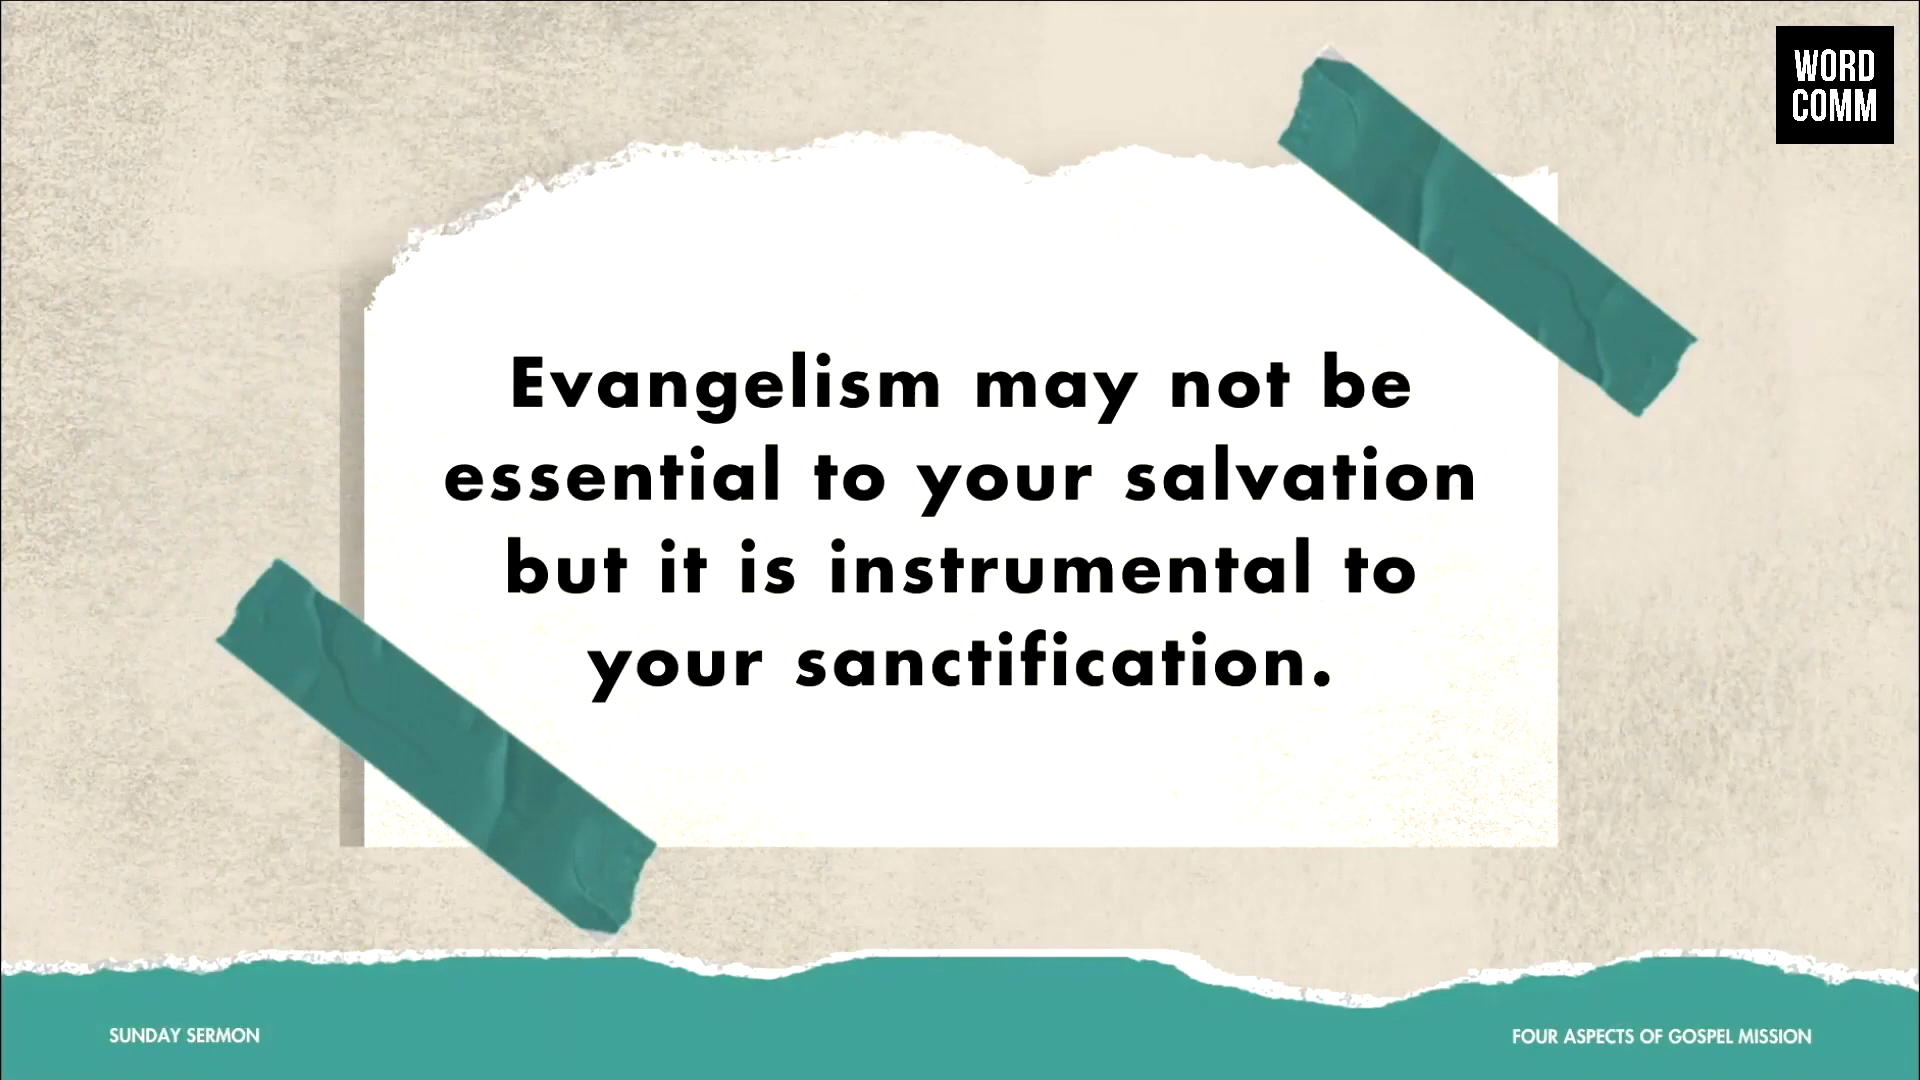 WORD
COMM
Evangelism may not be
essential to your salvation
but it is instrumental to
your sanctification.
SUNDAY SERMON
FOUR ASPECTS OF GOSPEL MISSION